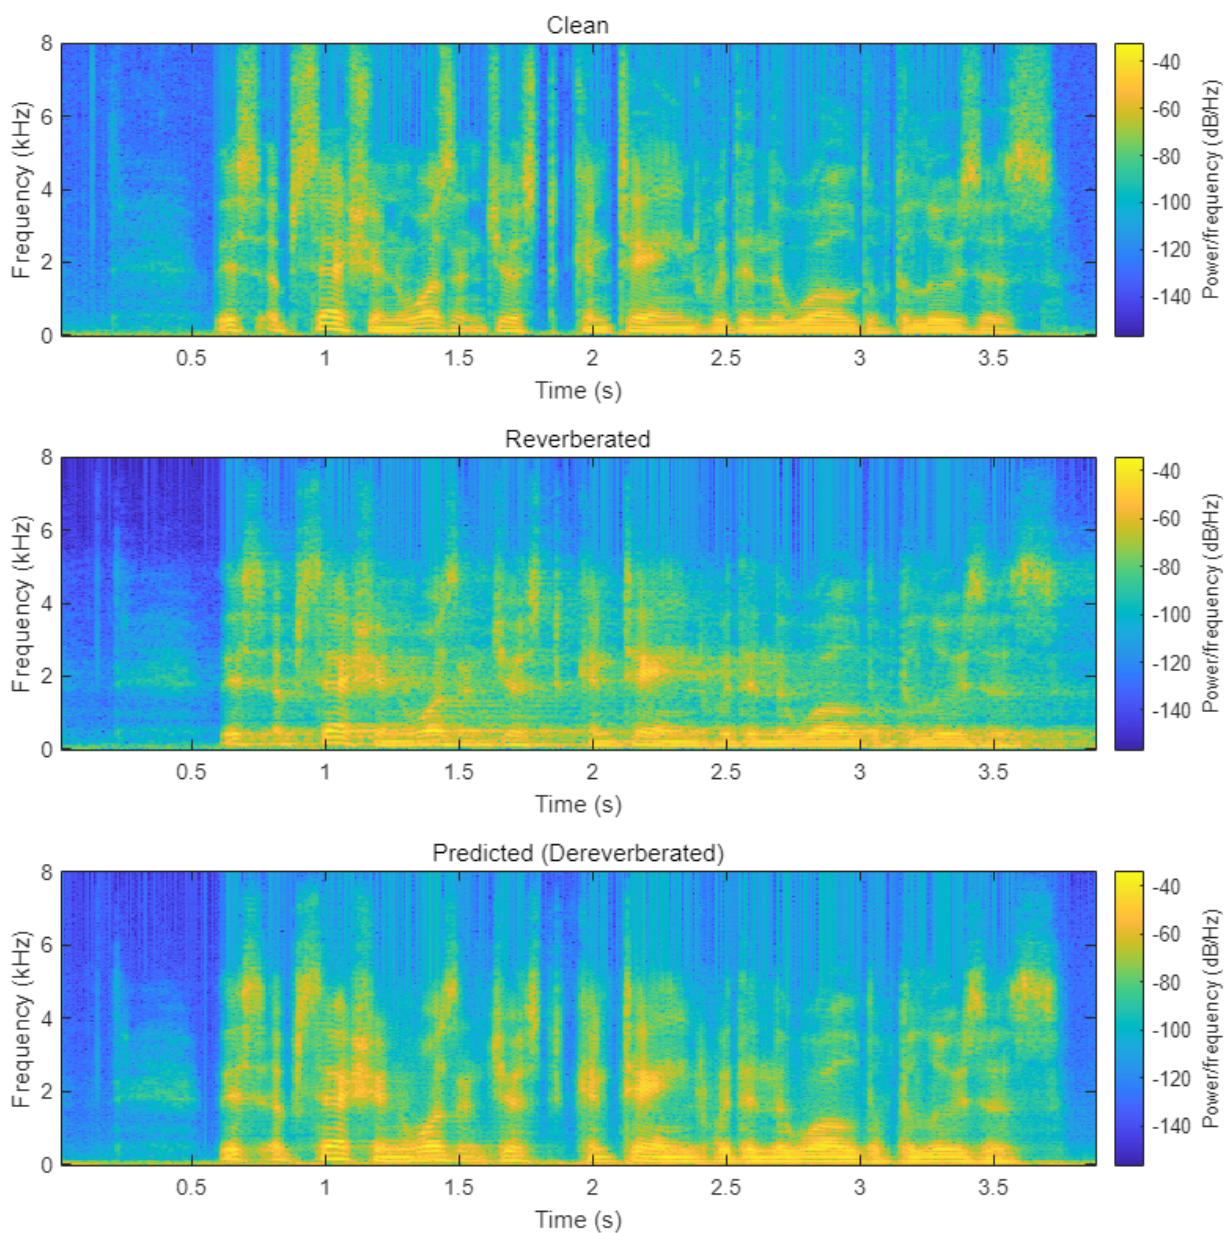 Clean
8
6
4
2
0
Frequency (kHz)
0.5 1 1.5 2 2.5 3 3.5
Time (s)
-40
-60
-80
-100
-120
-140
Power/frequency (dB/Hz)
Reverberated
8
6
4
2
0
Frequency (kHz)
0.5 1 1.5 2 2.5 3 3.5
Time (s)
-40
-60
-80
-100
-120
-140
Power/frequency (dB/Hz)
Predicted (Dereverberated)
8
6
4
2
0
Frequency (kHz)
0.5 1 1.5 2 2.5 3 3.5
Time (s)
-40
-60
-80
-100
-120
-140
Power/frequency (dB/Hz)